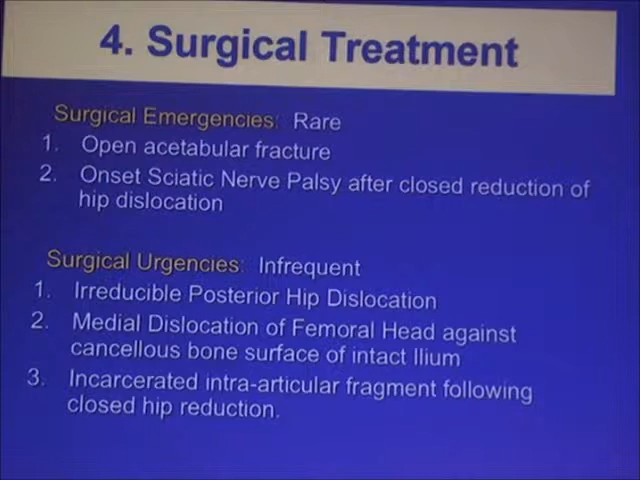 4. Surgical Treatment
Surgical Emergencies: Rare
1. Open acetabular fracture
2. Onset Sciatic Nerve Palsy after closed reduction of
hip dislocation
Surgical Urgencies: Infrequent
1. Irreducible Posterior Hip Dislocation
2. Medial Dislocation of Femoral Head against
cancellous bone surface of intact Ilium
3. Incarcerated intra-articular fragment following
closed hip reduction.